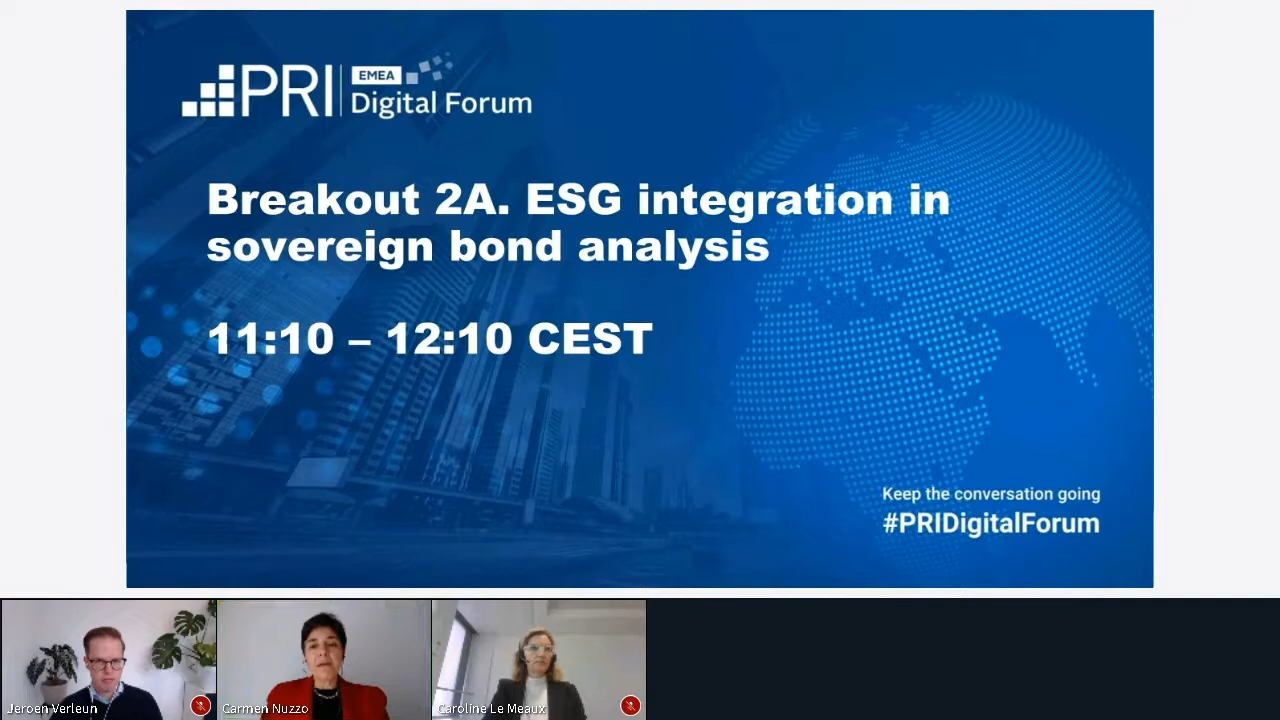 PRI
EMEA
Digital Forum
Breakout 2A. ESG integration in
sovereign bond analysis
11:10 – 12:10 CEST
Keep the conversation going
#PRIDigitalForum
Jeroen Verleun
Carmen Nuzzo
Caroline Le Meaux